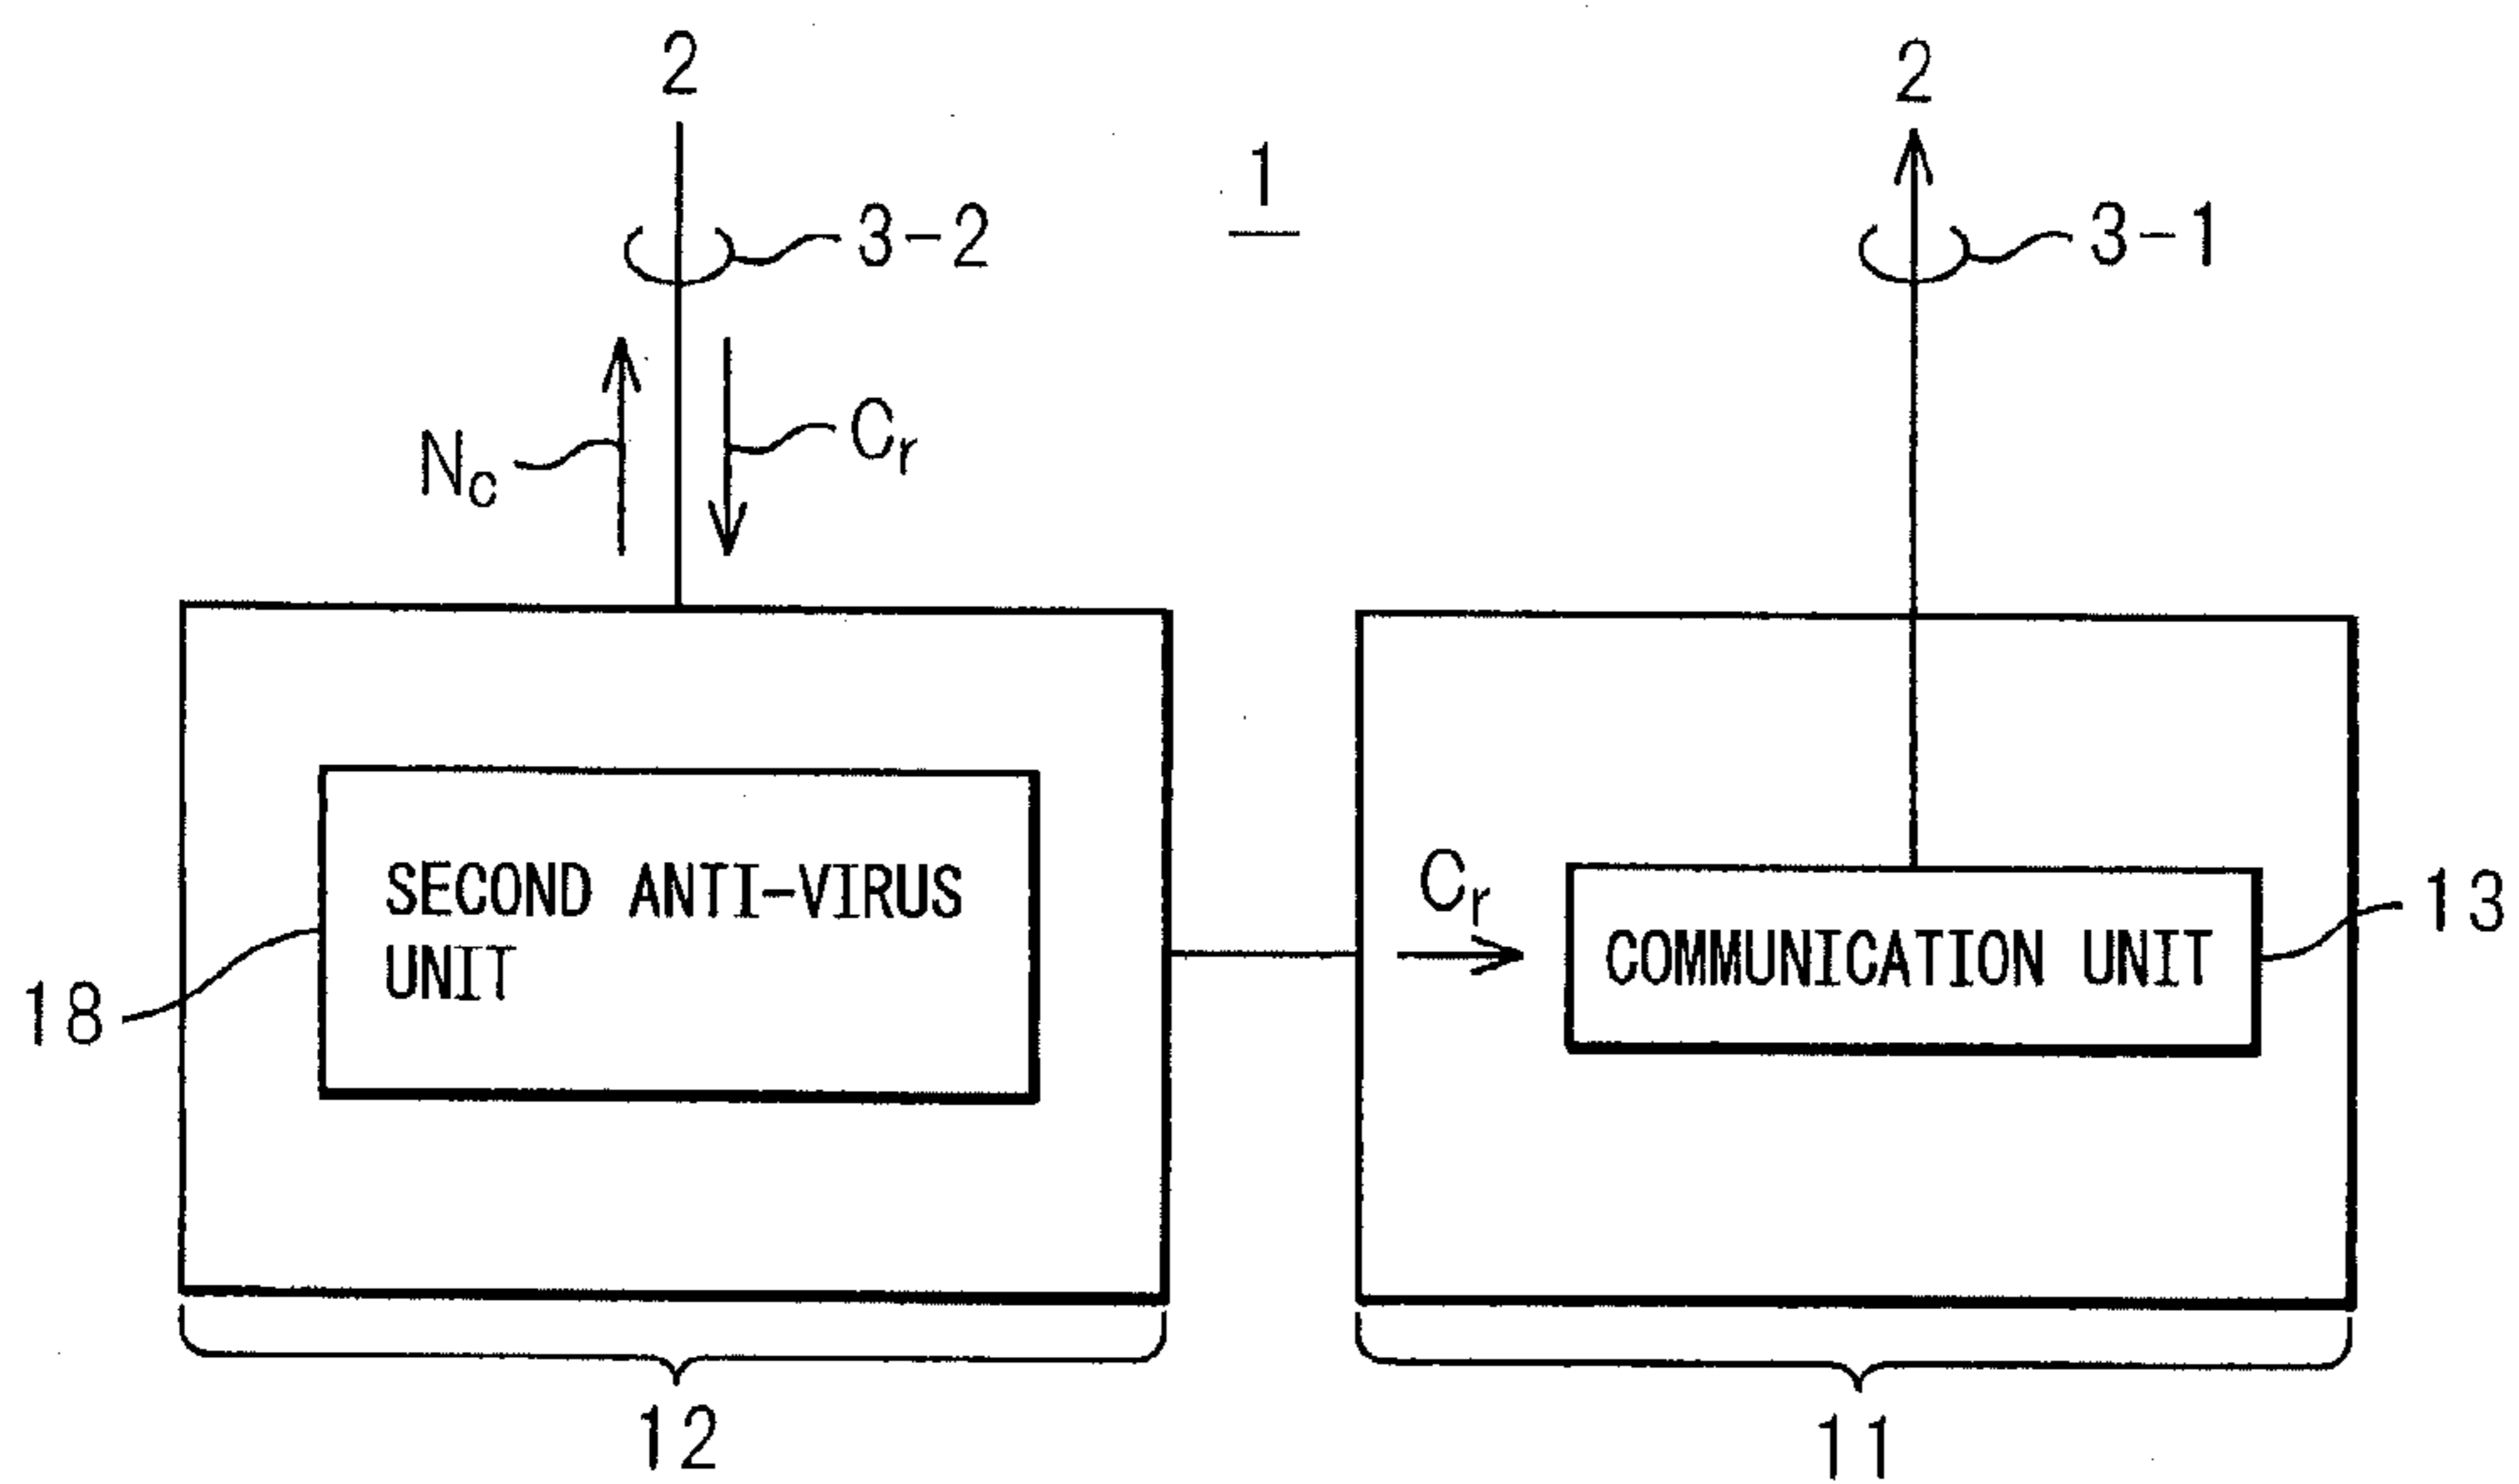 2
2
1
3-2
3-1
Nc
Cr
SECOND ANTI-VIRUS
UNIT
Cr
COMMUNICATION UNIT
13
18
12
11